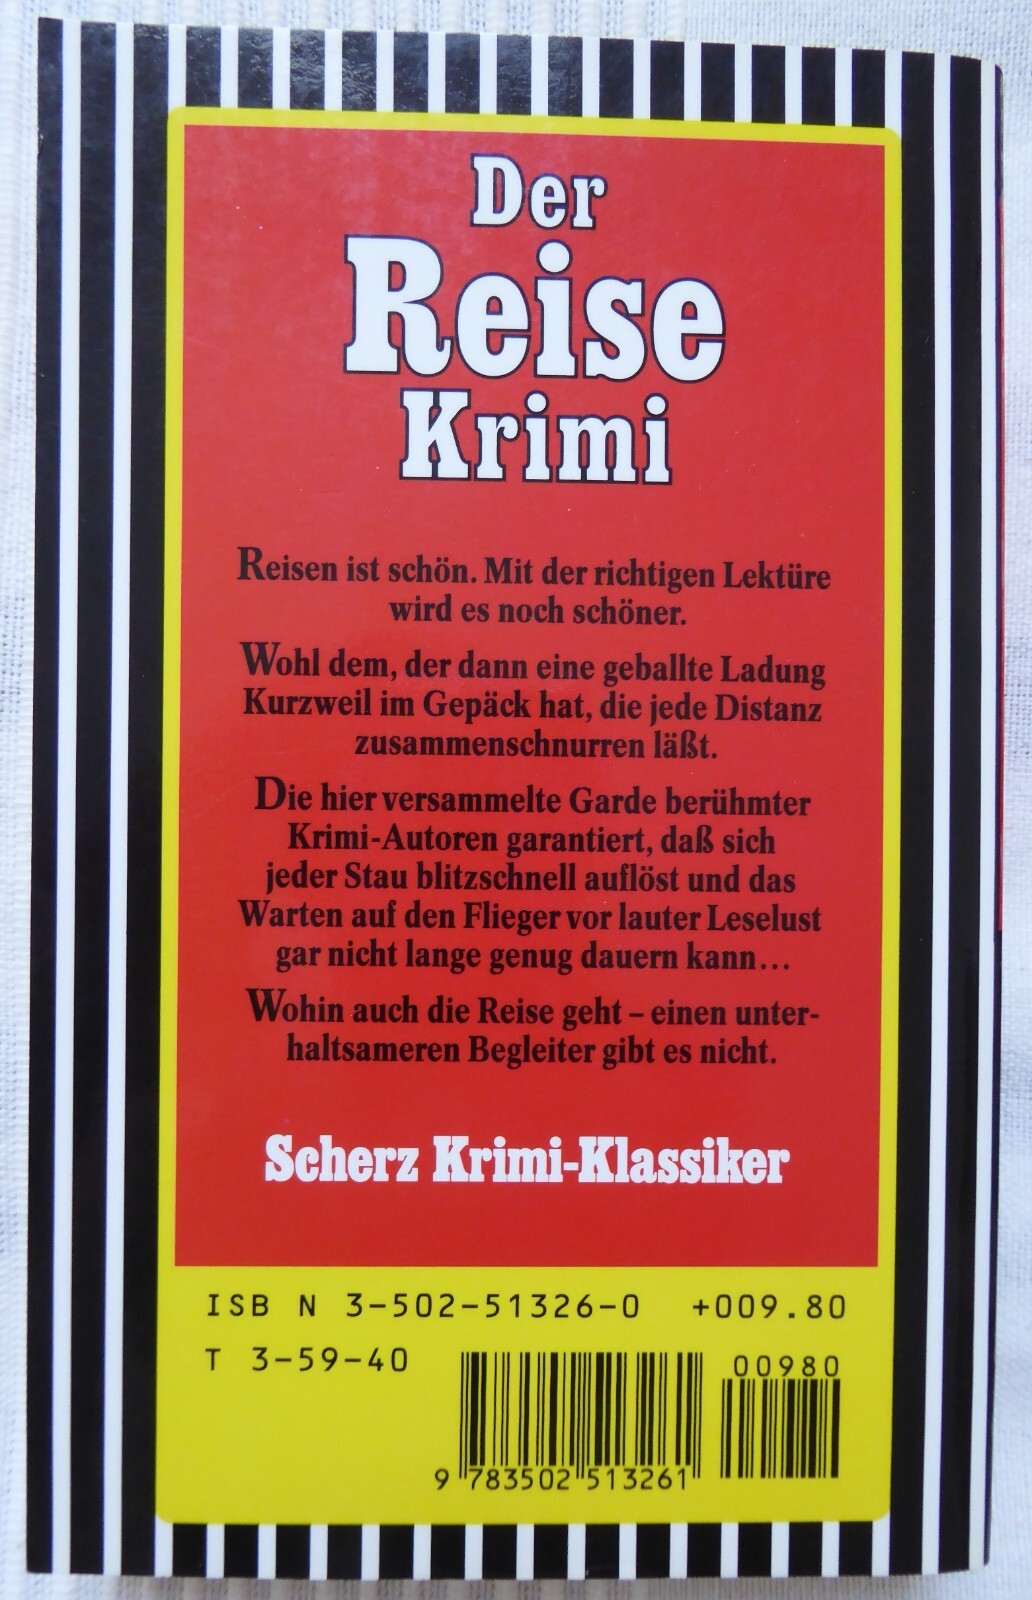 Der
Reise
Krimi
Reisen ist schön. Mit der richtigen Lektüre
wird es noch schöner.
Wohl dem, der dann eine geballte Ladung
Kurzweil im Gepäck hat, die jede Distanz
zusammenschnurren läßt.
Die hier versammelte Garde berühmter
Krimi-Autoren garantiert, daß sich
jeder Stau blitzschnell auflöst und das
Warten auf den Flieger vor lauter Leselust
gar nicht lange genug dauern kann...
Wohin auch die Reise geht – einen unter-
haltsameren Begleiter gibt es nicht.
Scherz Krimi-Klassiker
ISB N 3-502-51326-0 +009.80
T 3-59-40
00980
9 783502 513261